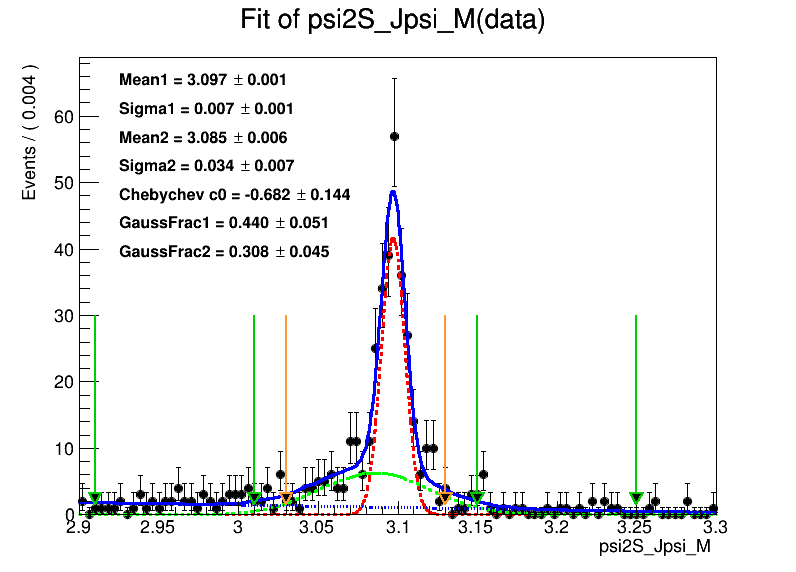 Fit of psi2S_Jpsi_M(data)
Events / ( 0.004 )
Mean1 = 3.097 ± 0.001
Sigma1 = 0.007 ± 0.001
Mean2 = 3.085 ± 0.006
Sigma2 = 0.034 ± 0.007
Chebychev c0 = -0.682 ± 0.144
GaussFrac1 = 0.440 ± 0.051
GaussFrac2 = 0.308 ± 0.045
60
50
40
30
20
10
0
2.9 2.95 3 3.05 3.1 3.15 3.2 3.25 3.3
psi2S_Jpsi_M